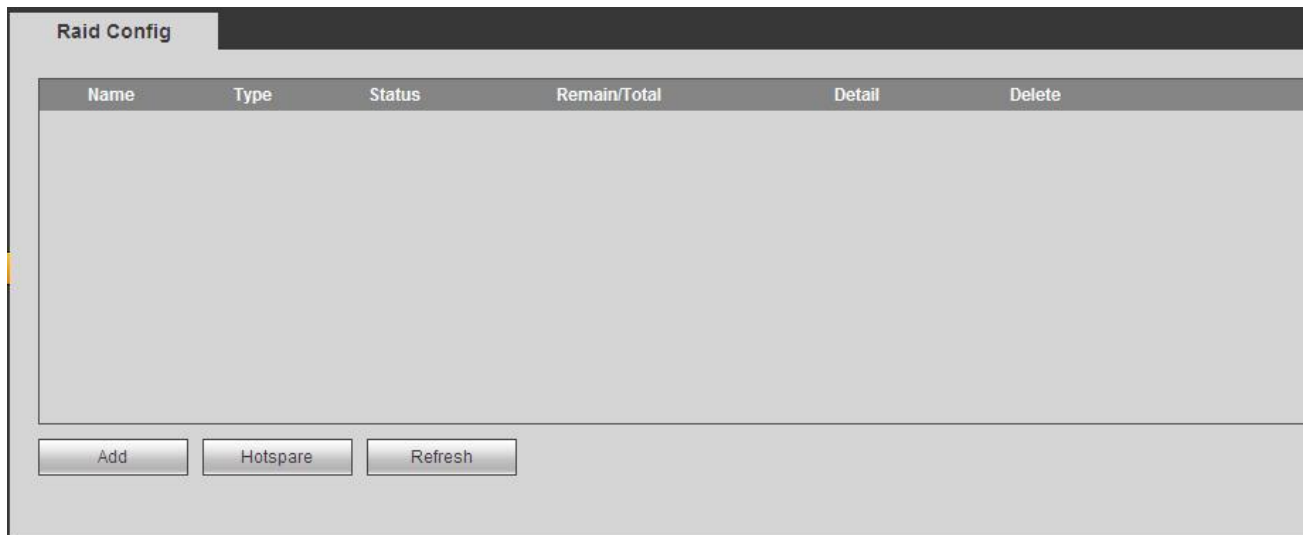 Raid Config
Name Type Status Remain/Total Detail Delete
Add Hotspare Refresh